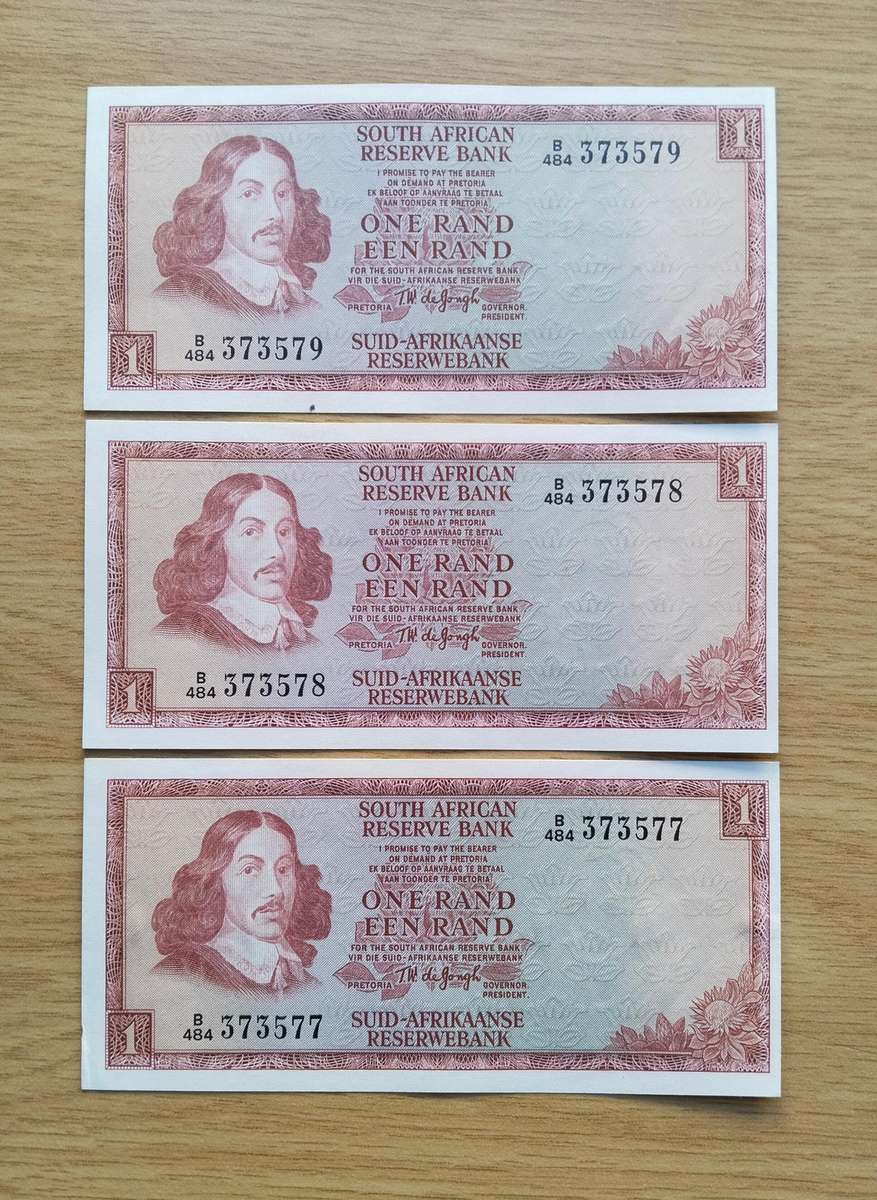 SOUTH AFRICAN
RESERVE BANK
B
484 373579
1
I PROMISE TO PAY THE BEARER
ON DEMAND AT PRETORIA
EK BELOOF OP AANVRAAG TE BETAAL
AAN TOONDER TE PRETORIA
ONE RAND
EEN RAND
FOR THE SOUTH AFRICAN RESERVE BANK
VIR DIE SUID-AFRIKAANSE RESERWEBANK
T.W. de Jongh
PRETORIA
GOVERNOR.
PRESIDENT.
1
B
484 373579
SUID-AFRIKAANSE
RESERWEBANK
SOUTH AFRICAN
RESERVE BANK
B
484 373578
1
I PROMISE TO PAY THE BEARER
ON DEMAND AT PRETORIA
EK BELOOF OP AANVRAAG TE BETAAL
AAN TOONDER TE PRETORIA
ONE RAND
EEN RAND
FOR THE SOUTH AFRICAN RESERVE BANK
VIR DIE SUID-AFRIKAANSE RESERWEBANK
T.W. de Jongh
PRETORIA
GOVERNOR.
PRESIDENT.
1
B
484 373578
SUID-AFRIKAANSE
RESERWEBANK
SOUTH AFRICAN
RESERVE BANK
B
484 373577
1
I PROMISE TO PAY THE BEARER
ON DEMAND AT PRETORIA
EK BELOOF OP AANVRAAG TE BETAAL
AAN TOONDER TE PRETORIA
ONE RAND
EEN RAND
FOR THE SOUTH AFRICAN RESERVE BANK
VIR DIE SUID-AFRIKAANSE RESERWEBANK
T.W. de Jongh
PRETORIA
GOVERNOR.
PRESIDENT.
1
B
484 373577
SUID-AFRIKAANSE
RESERWEBANK